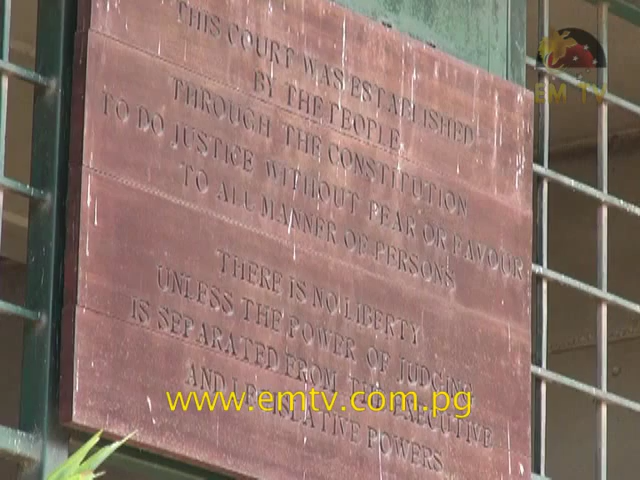 THIS COURT WAS ESTABLISHED
BY THE PEOPLE
THROUGH THE CONSTITUTION
TO DO JUSTICE WITHOUT FEAR OR FAVOUR
TO ALL MANNER OF PERSONS
THERE IS NO LIBERTY
UNLESS THE POWER OF JUDGING
IS SEPARATED FROM THE EXECUTIVE
AND LEGISLATIVE POWERS
EM TV
www.emtv.com.pg